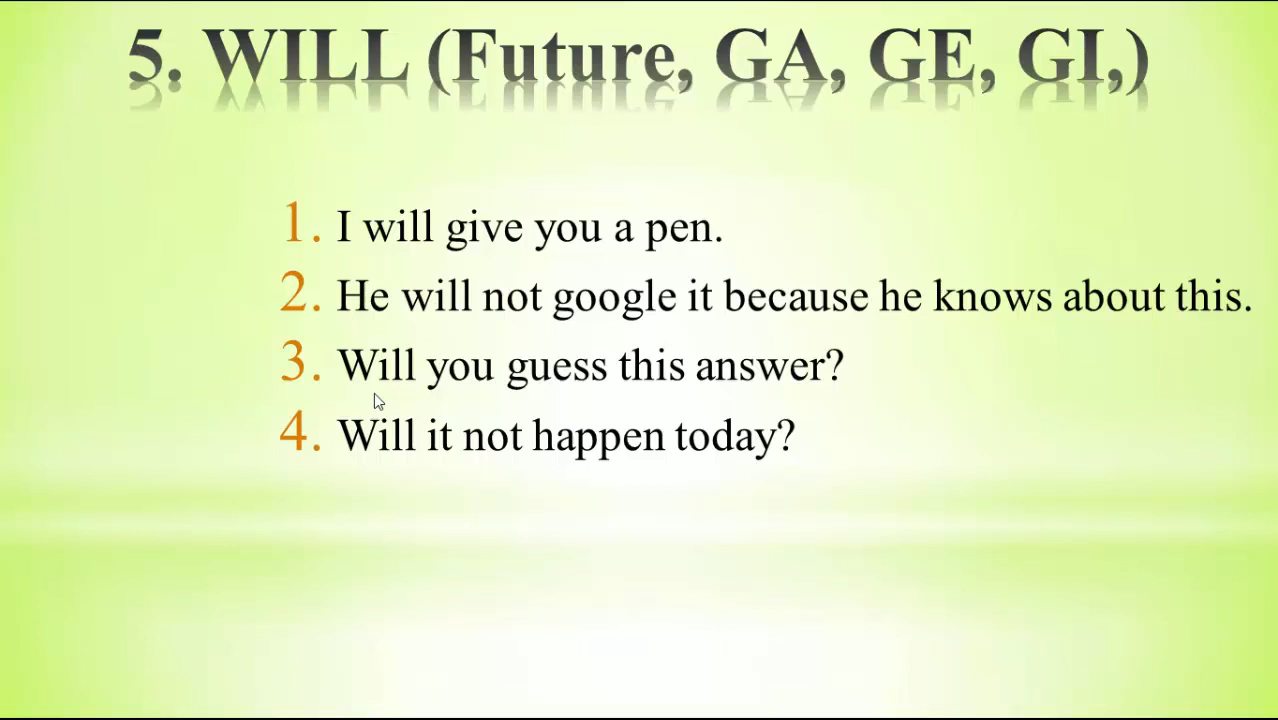 5. WILL (Future, GA, GE, GI,)
1. I will give you a pen.
2. He will not google it because he knows about this.
3. Will you guess this answer?
4. Will it not happen today?